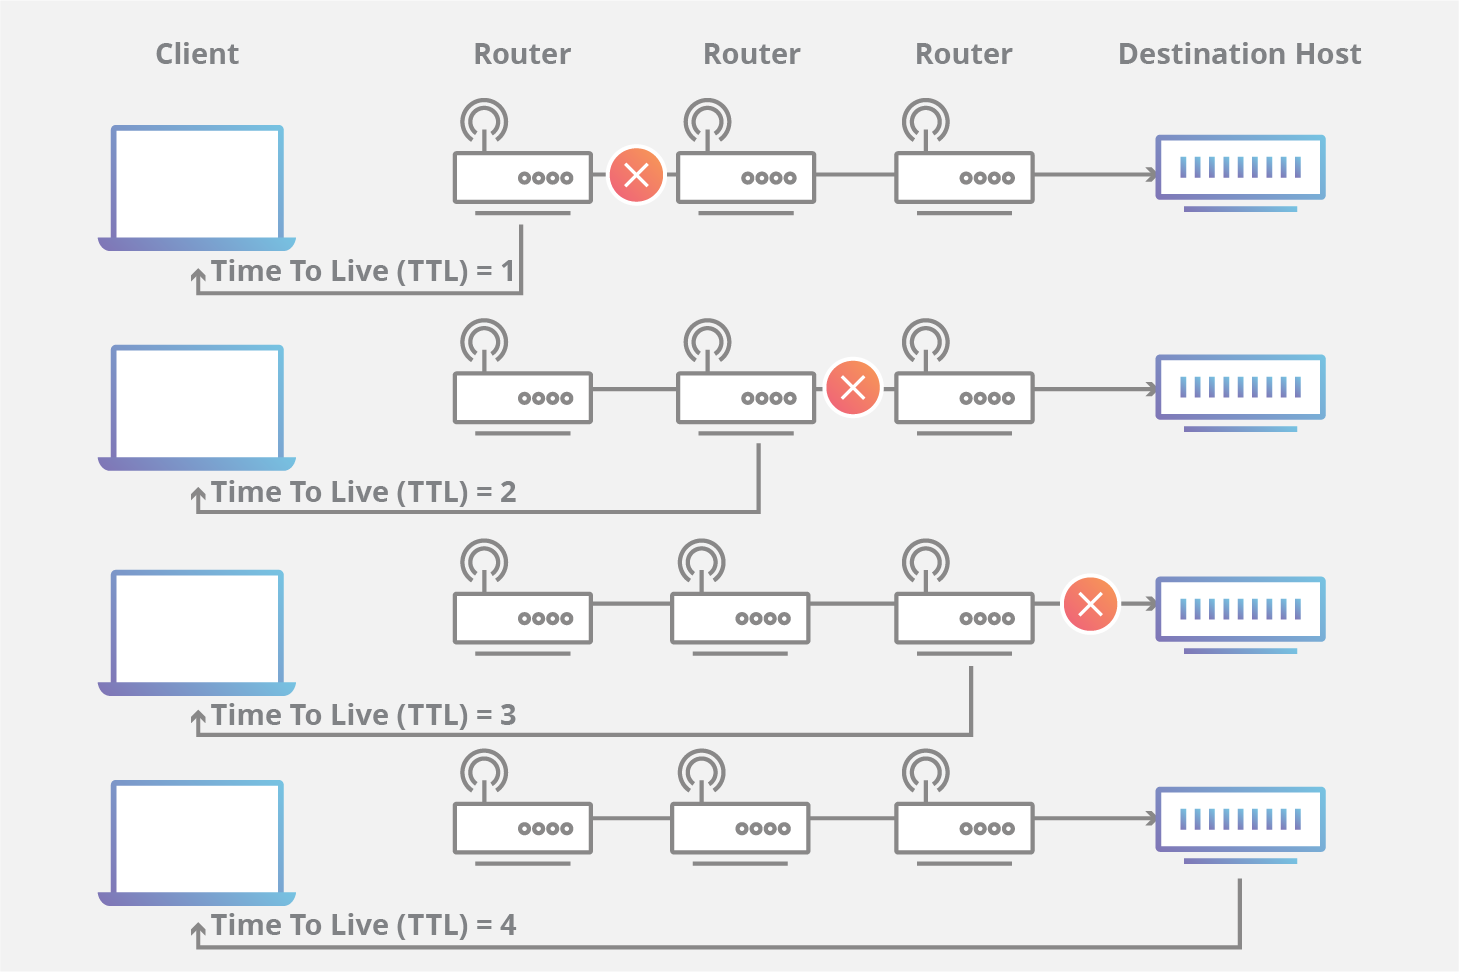 Client
Router
Router
Router
Destination Host
Time To Live (TTL) = 1
Time To Live (TTL) = 2
Time To Live (TTL) = 3
Time To Live (TTL) = 4